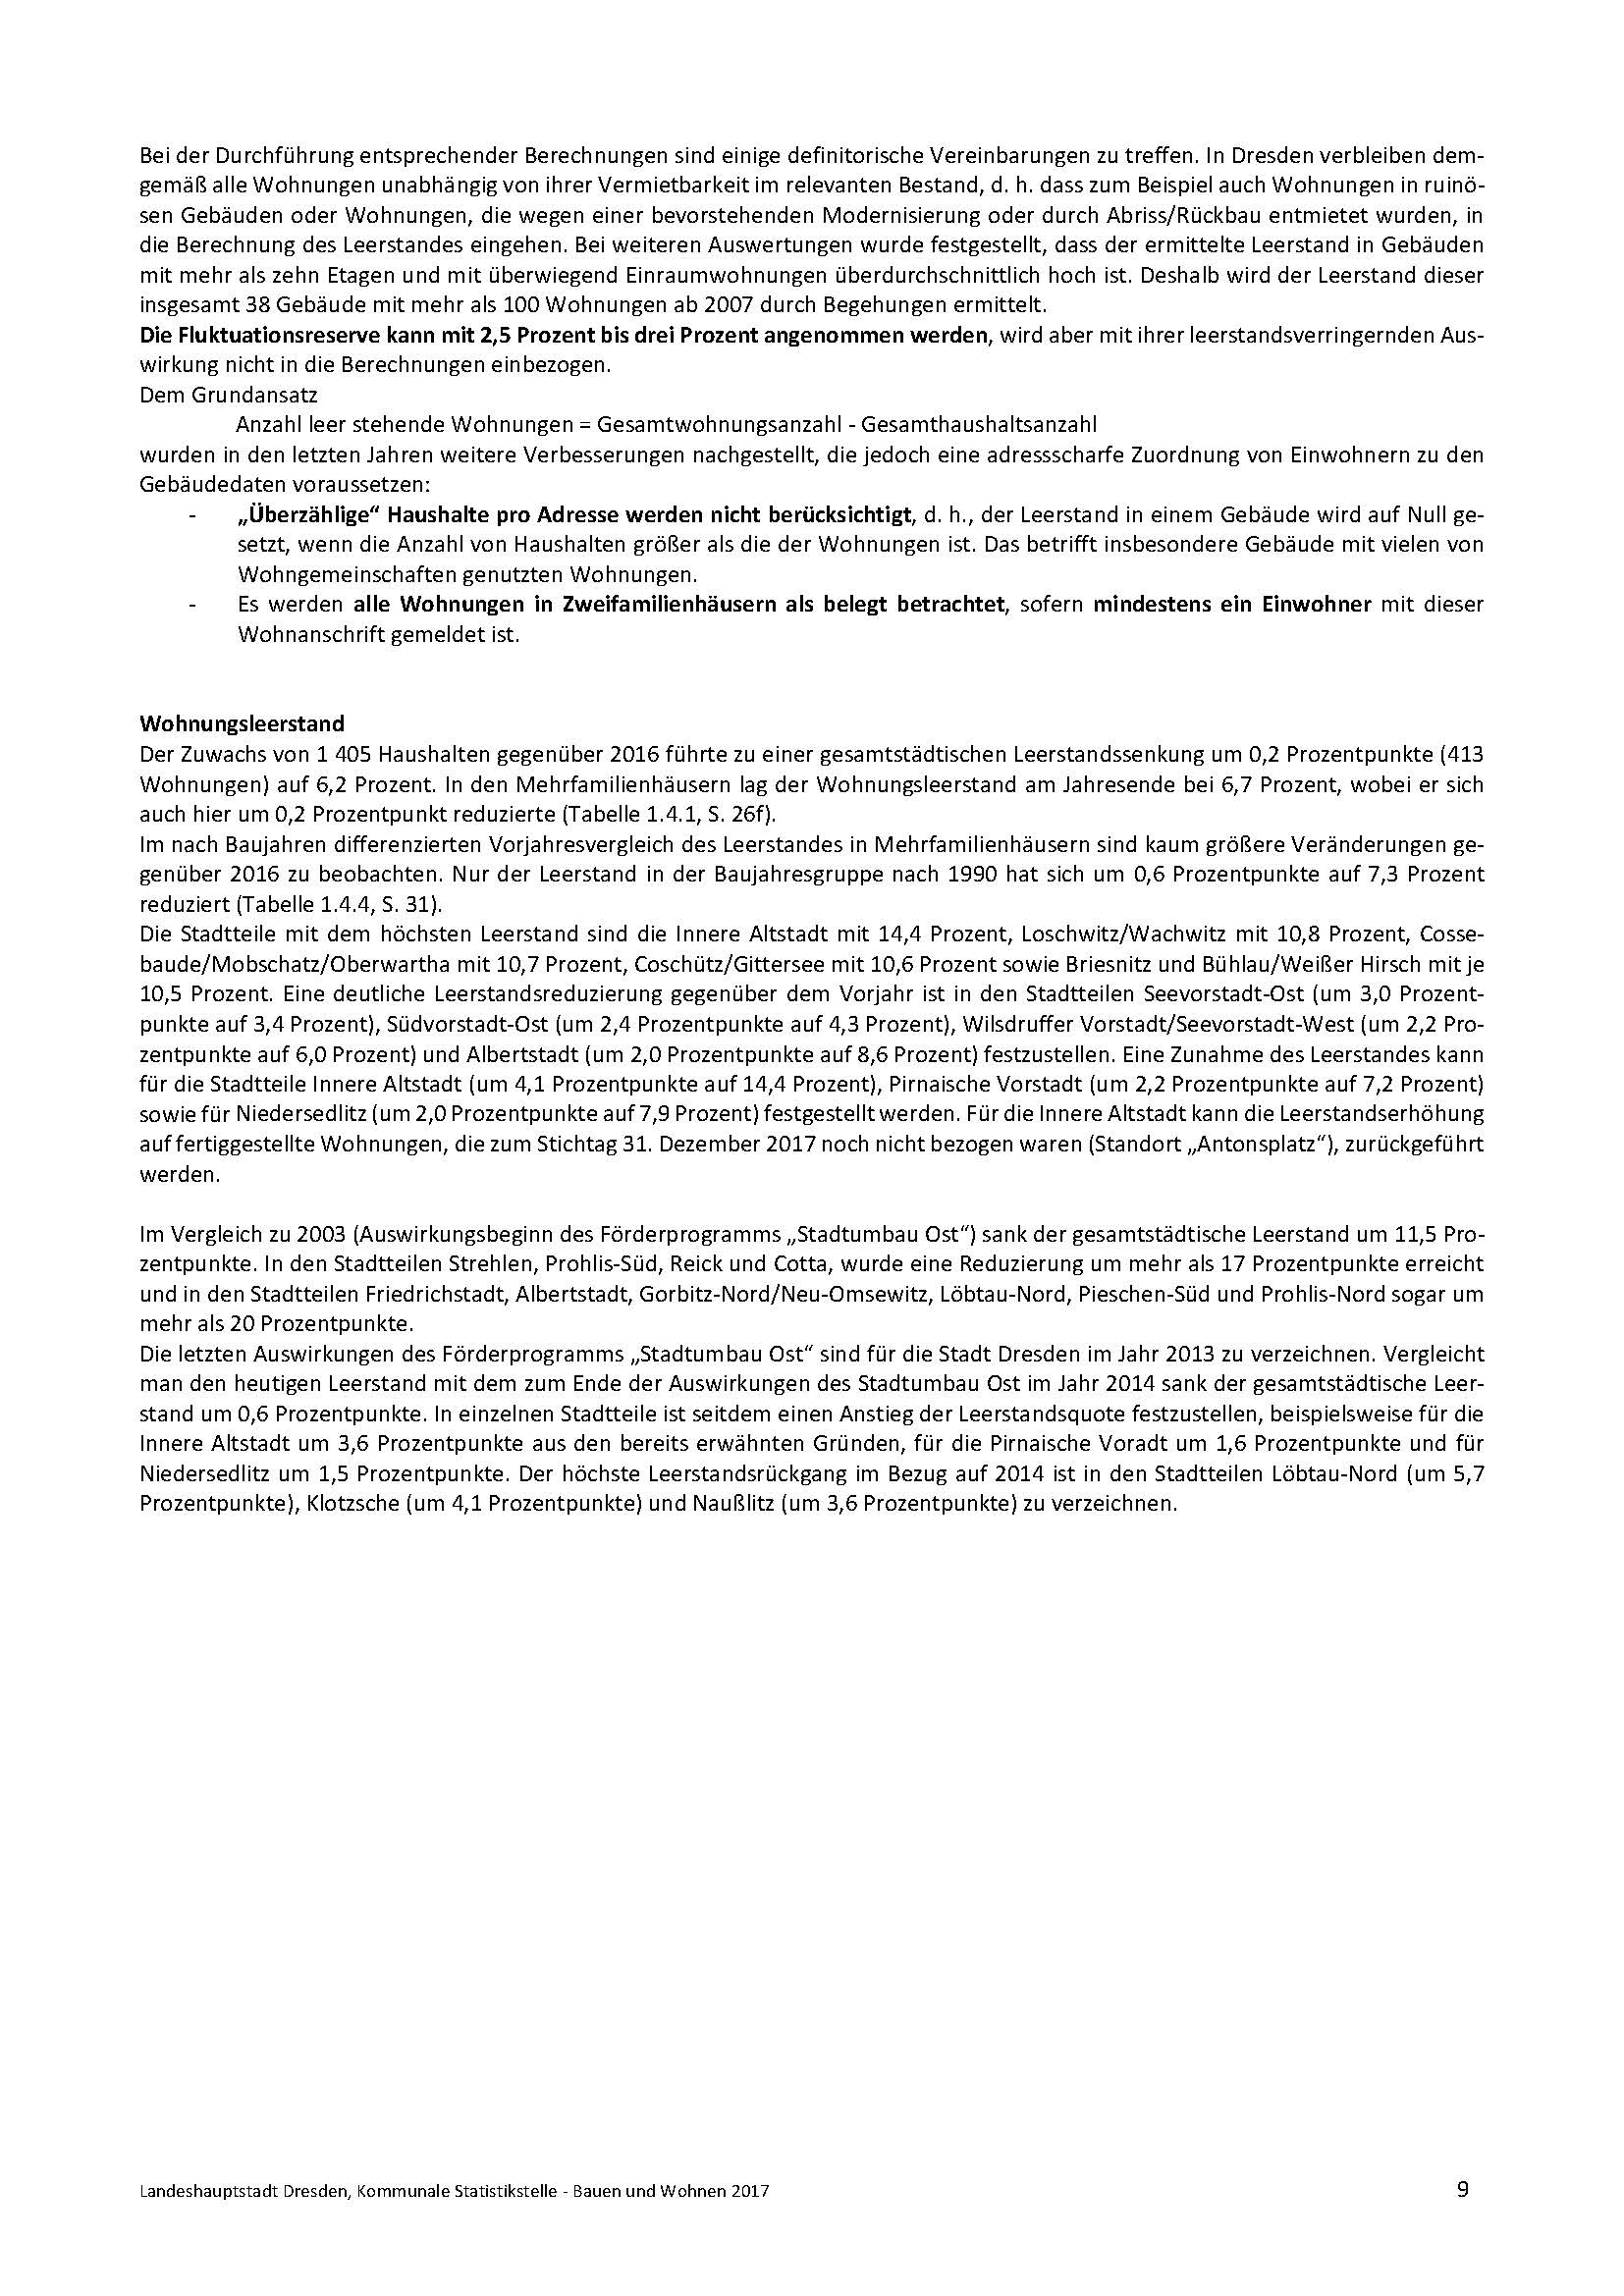 Bei der Durchführung entsprechender Berechnungen sind einige definitorische Vereinbarungen zu treffen. In Dresden verbleiben dem-
gemäß alle Wohnungen unabhängig von ihrer Vermietbarkeit im relevanten Bestand, d. h. dass zum Beispiel auch Wohnungen in ruinö-
sen Gebäuden oder Wohnungen, die wegen einer bevorstehenden Modernisierung oder durch Abriss/Rückbau entmietet wurden, in
die Berechnung des Leerstandes eingehen. Bei weiteren Auswertungen wurde festgestellt, dass der ermittelte Leerstand in Gebäuden
mit mehr als zehn Etagen und mit überwiegend Einraumwohnungen überdurchschnittlich hoch ist. Deshalb wird der Leerstand dieser
insgesamt 38 Gebäude mit mehr als 100 Wohnungen ab 2007 durch Begehungen ermittelt.
Die Fluktuationsreserve kann mit 2,5 Prozent bis drei Prozent angenommen werden, wird aber mit ihrer leerstandsverringernden Aus-
wirkung nicht in die Berechnungen einbezogen.
Dem Grundansatz
Anzahl leer stehende Wohnungen = Gesamtwohnungsanzahl - Gesamthaushaltsanzahl
wurden in den letzten Jahren weitere Verbesserungen nachgestellt, die jedoch eine adressscharfe Zuordnung von Einwohnern zu den
Gebäudedaten voraussetzen:
- „Überzählige“ Haushalte pro Adresse werden nicht berücksichtigt, d. h., der Leerstand in einem Gebäude wird auf Null ge-
setzt, wenn die Anzahl von Haushalten größer als die der Wohnungen ist. Das betrifft insbesondere Gebäude mit vielen von
Wohngemeinschaften genutzten Wohnungen.
- Es werden alle Wohnungen in Zweifamilienhäusern als belegt betrachtet, sofern mindestens ein Einwohner mit dieser
Wohnanschrift gemeldet ist.
Wohnungsleerstand
Der Zuwachs von 1 405 Haushalten gegenüber 2016 führte zu einer gesamtstädtischen Leerstandssenkung um 0,2 Prozentpunkte (413
Wohnungen) auf 6,2 Prozent. In den Mehrfamilienhäusern lag der Wohnungsleerstand am Jahresende bei 6,7 Prozent, wobei er sich
auch hier um 0,2 Prozentpunkt reduzierte (Tabelle 1.4.1, S. 26f).
Im nach Baujahren differenzierten Vorjahresvergleich des Leerstandes in Mehrfamilienhäusern sind kaum größere Veränderungen ge-
genüber 2016 zu beobachten. Nur der Leerstand in der Baujahresgruppe nach 1990 hat sich um 0,6 Prozentpunkte auf 7,3 Prozent
reduziert (Tabelle 1.4.4, S. 31).
Die Stadtteile mit dem höchsten Leerstand sind die Innere Altstadt mit 14,4 Prozent, Loschwitz/Wachwitz mit 10,8 Prozent, Cosse-
baude/Mobschatz/Oberwartha mit 10,7 Prozent, Coschütz/Gittersee mit 10,6 Prozent sowie Briesnitz und Bühlau/Weißer Hirsch mit je
10,5 Prozent. Eine deutliche Leerstandsreduzierung gegenüber dem Vorjahr ist in den Stadtteilen Seevorstadt-Ost (um 3,0 Prozent-
punkte auf 3,4 Prozent), Südvorstadt-Ost (um 2,4 Prozentpunkte auf 4,3 Prozent), Wilsdruffer Vorstadt/Seevorstadt-West (um 2,2 Pro-
zentpunkte auf 6,0 Prozent) und Albertstadt (um 2,0 Prozentpunkte auf 8,6 Prozent) festzustellen. Eine Zunahme des Leerstandes kann
für die Stadtteile Innere Altstadt (um 4,1 Prozentpunkte auf 14,4 Prozent), Pirnaische Vorstadt (um 2,2 Prozentpunkte auf 7,2 Prozent)
sowie für Niedersedlitz (um 2,0 Prozentpunkte auf 7,9 Prozent) festgestellt werden. Für die Innere Altstadt kann die Leerstandserhöhung
auf fertiggestellte Wohnungen, die zum Stichtag 31. Dezember 2017 noch nicht bezogen waren (Standort „Antonsplatz“), zurückgeführt
werden.
Im Vergleich zu 2003 (Auswirkungsbeginn des Förderprogramms „Stadtumbau Ost“) sank der gesamtstädtische Leerstand um 11,5 Pro-
zentpunkte. In den Stadtteilen Strehlen, Prohlis-Süd, Reick und Cotta, wurde eine Reduzierung um mehr als 17 Prozentpunkte erreicht
und in den Stadtteilen Friedrichstadt, Albertstadt, Gorbitz-Nord/Neu-Omsewitz, Löbtau-Nord, Pieschen-Süd und Prohlis-Nord sogar um
mehr als 20 Prozentpunkte.
Die letzten Auswirkungen des Förderprogramms „Stadtumbau Ost“ sind für die Stadt Dresden im Jahr 2013 zu verzeichnen. Vergleicht
man den heutigen Leerstand mit dem zum Ende der Auswirkungen des Stadtumbau Ost im Jahr 2014 sank der gesamtstädtische Leer-
stand um 0,6 Prozentpunkte. In einzelnen Stadtteile ist seitdem einen Anstieg der Leerstandsquote festzustellen, beispielsweise für die
Innere Altstadt um 3,6 Prozentpunkte aus den bereits erwähnten Gründen, für die Pirnaische Voradt um 1,6 Prozentpunkte und für
Niedersedlitz um 1,5 Prozentpunkte. Der höchste Leerstandsrückgang im Bezug auf 2014 ist in den Stadtteilen Löbtau-Nord (um 5,7
Prozentpunkte), Klotzsche (um 4,1 Prozentpunkte) und Naußlitz (um 3,6 Prozentpunkte) zu verzeichnen.
Landeshauptstadt Dresden, Kommunale Statistikstelle - Bauen und Wohnen 2017 9